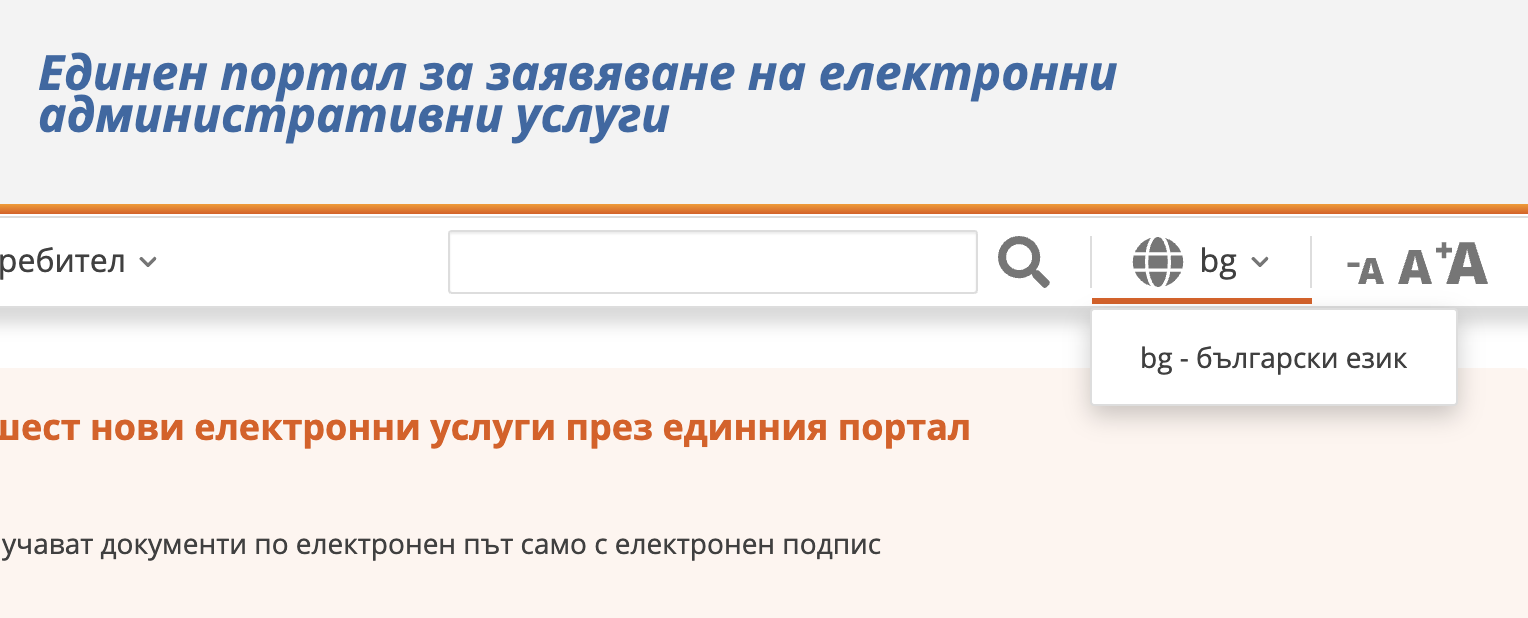 Единен портал за заявяване на електронни
административни услуги
ребител
bg
-A A +A
bg - български език
шест нови електронни услуги през единния портал
учават документи по електронен път само с електронен подпис